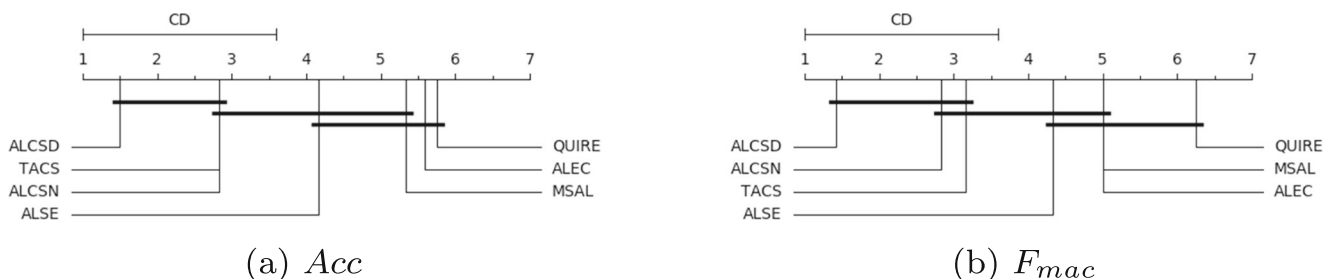 CD
1 2 3 4 5 6 7
ALCSD
TACS
ALCSN
ALSE
QUIRE
ALEC
MSAL
(a) Acc
CD
1 2 3 4 5 6 7
ALCSD
ALCSN
TACS
ALSE
QUIRE
MSAL
ALEC
(b) F_mac